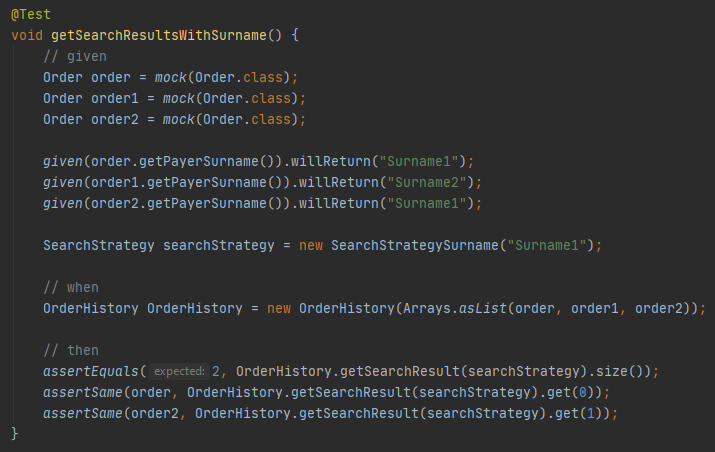 @Test
void getSearchResultsWithSurname() {
    // given
    Order order = mock(Order.class);
    Order order1 = mock(Order.class);
    Order order2 = mock(Order.class);

    given(order.getPayerSurname()).willReturn("Surname1");
    given(order1.getPayerSurname()).willReturn("Surname2");
    given(order2.getPayerSurname()).willReturn("Surname1");

    SearchStrategy searchStrategy = new SearchStrategySurname("Surname1");

    // when
    OrderHistory OrderHistory = new OrderHistory(Arrays.asList(order, order1, order2));

    // then
    assertEquals( expected: 2, OrderHistory.getSearchResult(searchStrategy).size());
    assertSame(order, OrderHistory.getSearchResult(searchStrategy).get(0));
    assertSame(order2, OrderHistory.getSearchResult(searchStrategy).get(1));
}